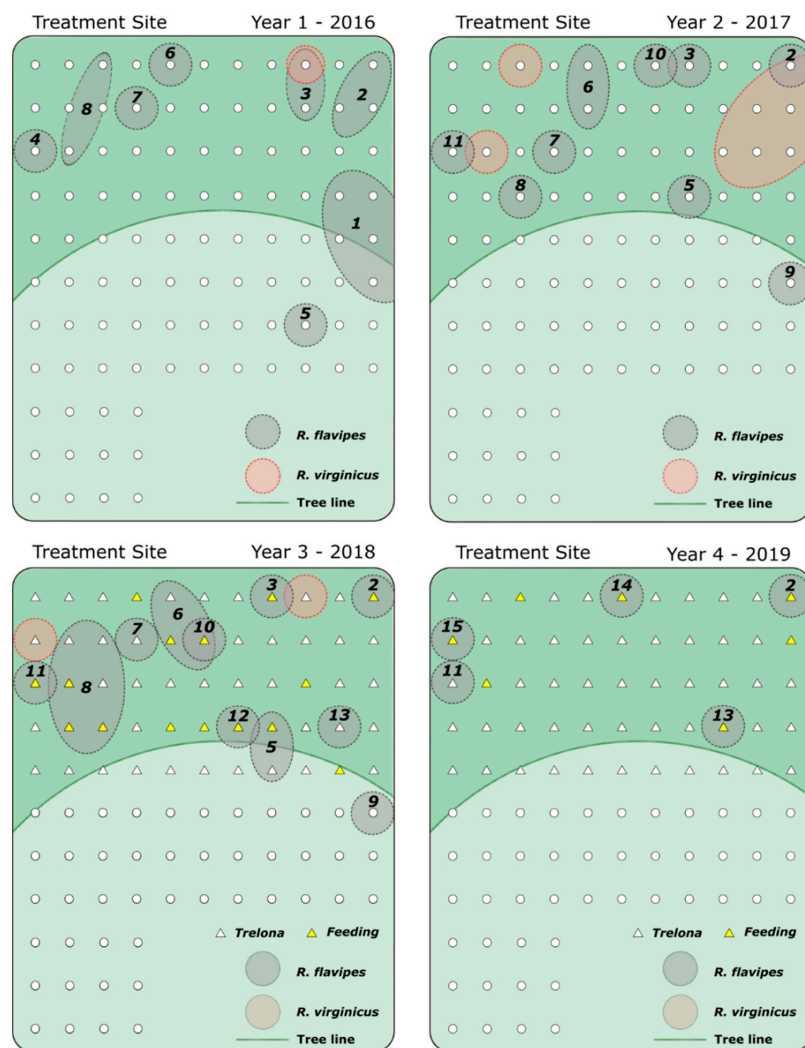 Treatment Site Year 1 - 2016
6
8
7
3
2
4
1
5
R. flavipes
R. virginicus
Tree line
Treatment Site Year 2 - 2017
10 3 2
6
11 7
8 5
9
R. flavipes
R. virginicus
Tree line
Treatment Site Year 3 - 2018
3 2
6
7 10
11
8
12 13
5
9
Trelona Feeding
R. flavipes
R. virginicus
Tree line
Treatment Site Year 4 - 2019
14 2
15
11
13
Trelona Feeding
R. flavipes
R. virginicus
Tree line